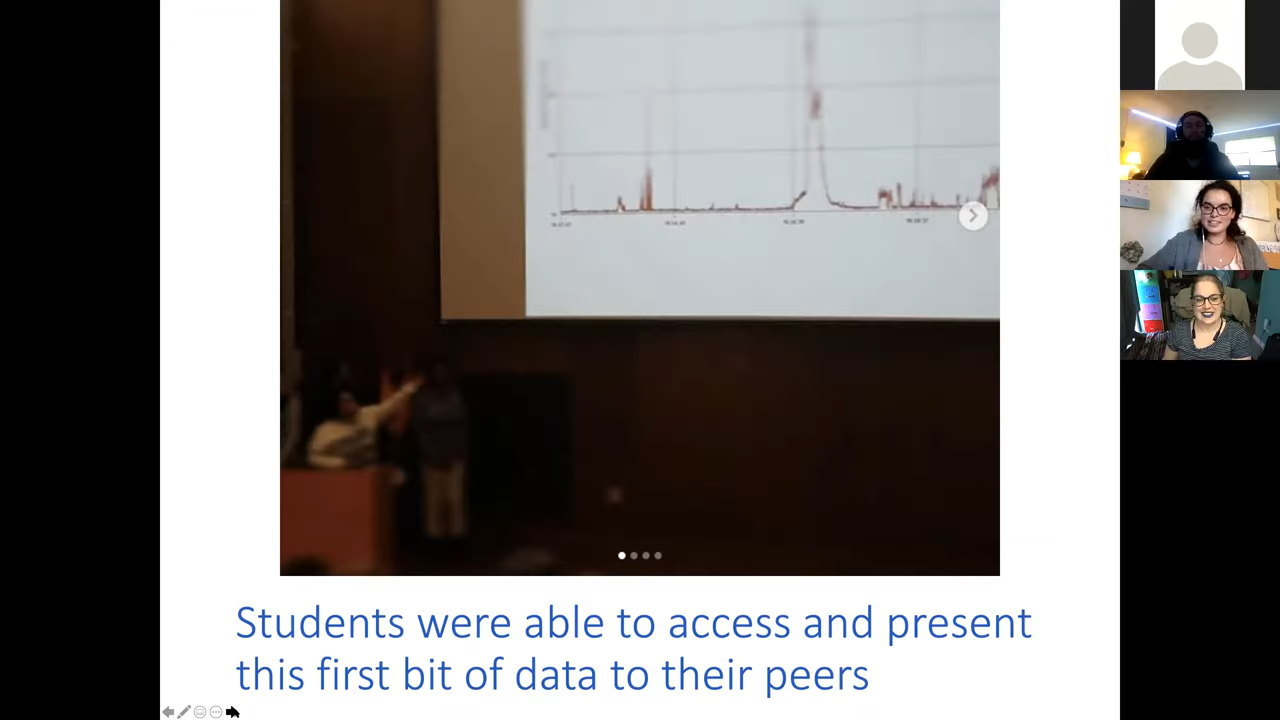 Students were able to access and present
this first bit of data to their peers